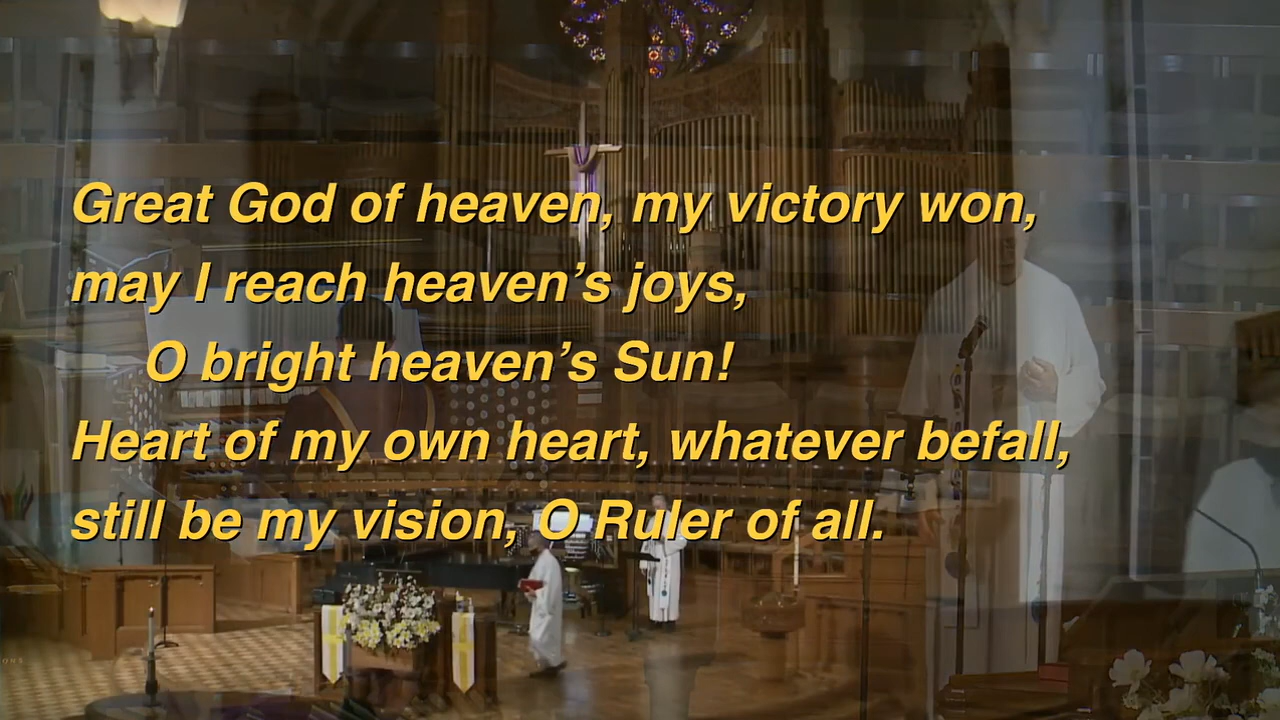 Great God of heaven, my victory won,
may I reach heaven’s joys,
O bright heaven’s Sun!
Heart of my own heart, whatever befall,
still be my vision, O Ruler of all.